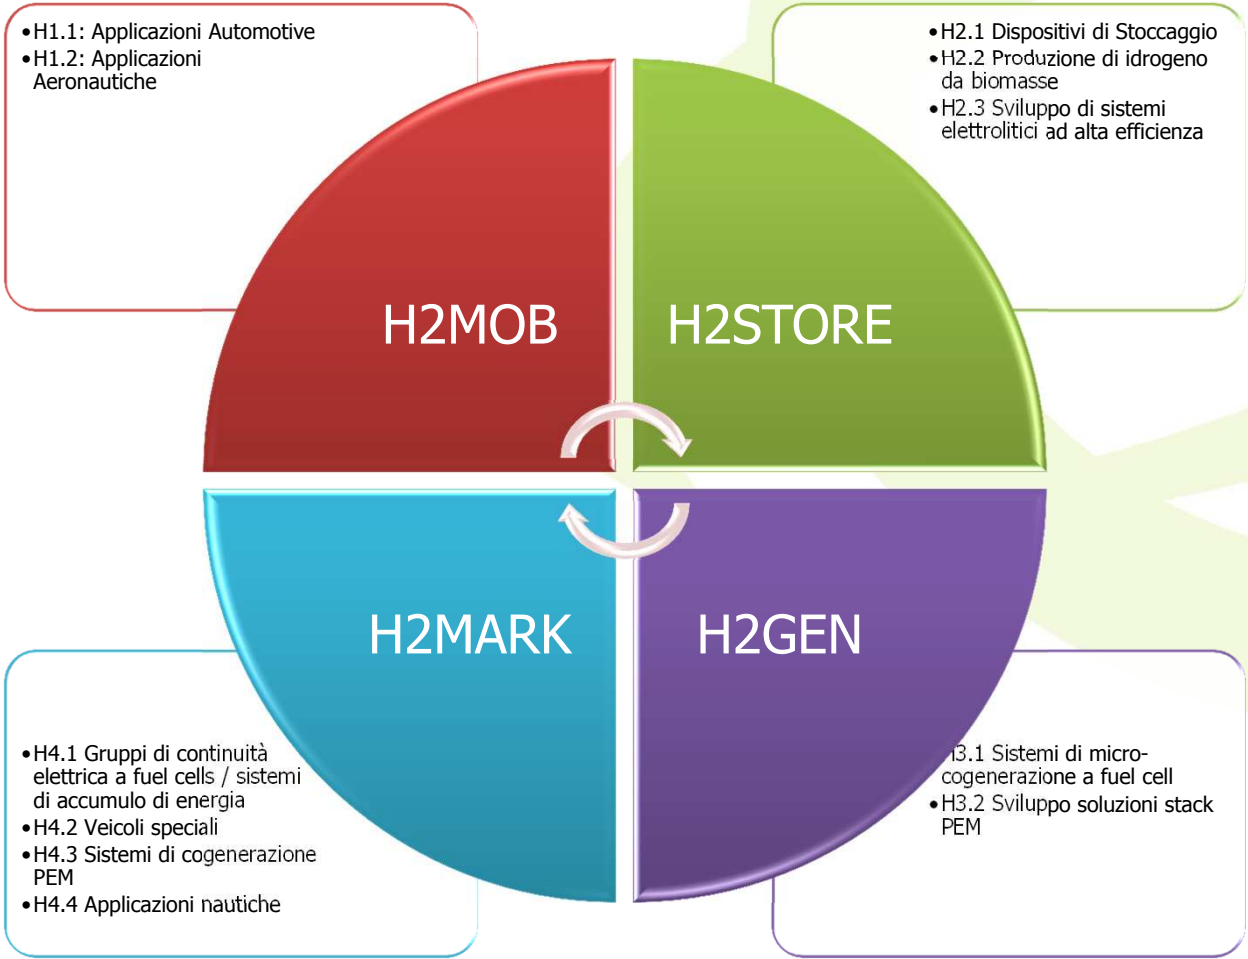 •H1.1: Applicazioni Automotive
•H1.2: Applicazioni
Aeronautiche
•H2.1 Dispositivi di Stoccaggio
•H2.2 Produzione di idrogeno
da biomasse
•H2.3 Sviluppo di sistemi
elettrolitici ad alta efficienza
H2MOB
H2STORE
H2MARK
H2GEN
•H4.1 Gruppi di continuità
elettrica a fuel cells / sistemi
di accumulo di energia
•H4.2 Veicoli speciali
•H4.3 Sistemi di cogenerazione
PEM
•H4.4 Applicazioni nautiche
H3.1 Sistemi di micro-
cogenerazione a fuel cell
•H3.2 Sviluppo soluzioni stack
PEM